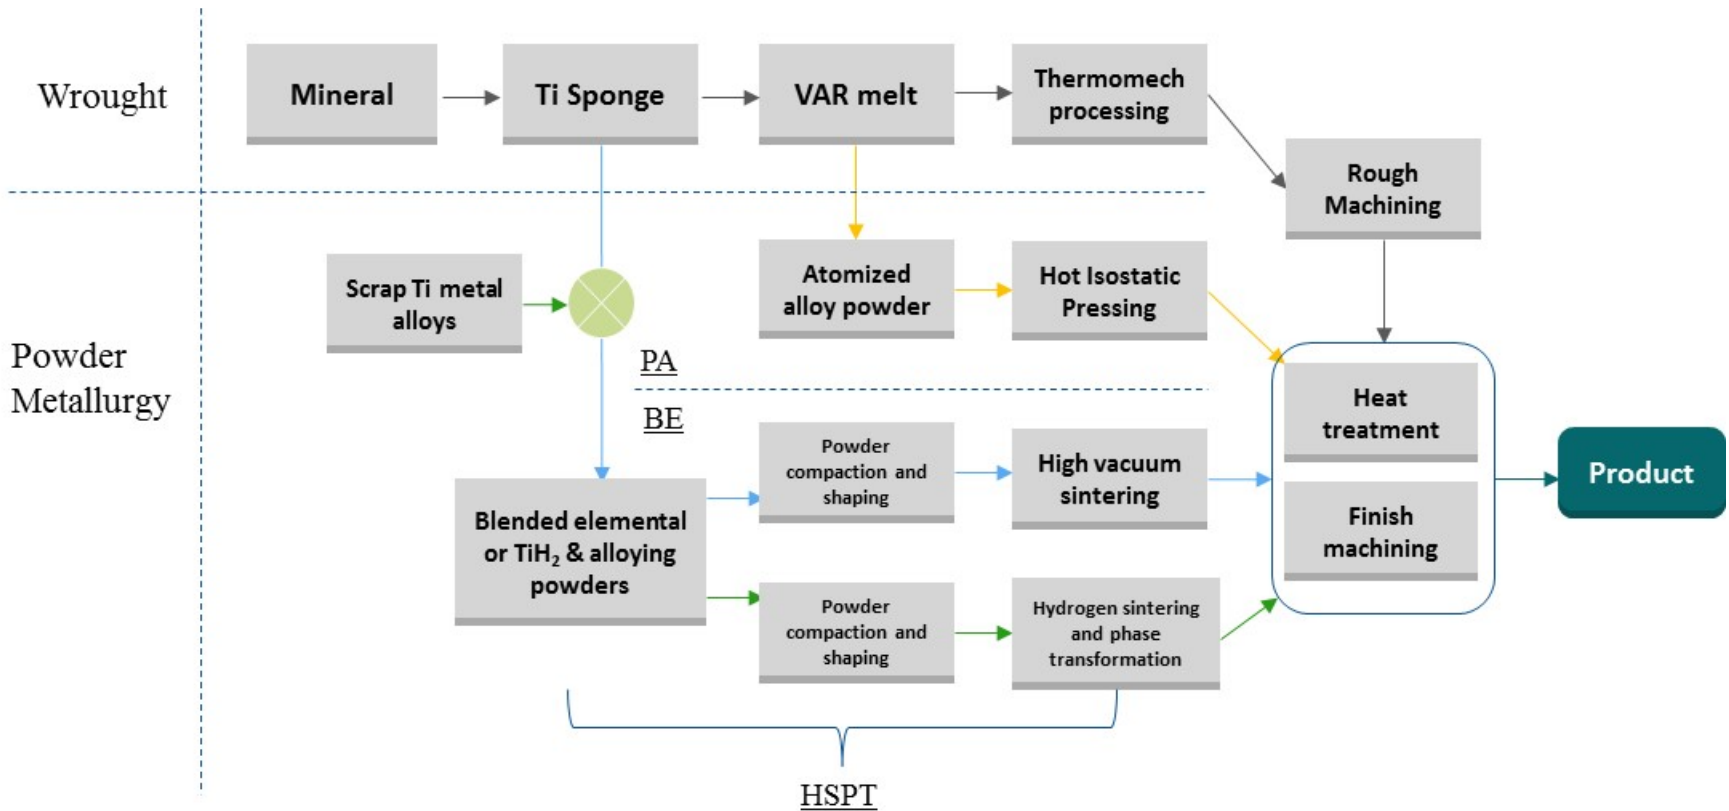 Wrought
Mineral
Ti Sponge
VAR melt
Thermomech
processing
Rough
Machining
Powder
Metallurgy
Scrap Ti metal
alloys
Atomized
alloy powder
Hot Isostatic
Pressing
PA
BE
Blended elemental
or TiH₂ & alloying
powders
Powder
compaction and
shaping
High vacuum
sintering
Powder
compaction and
shaping
Hydrogen sintering
and phase
transformation
Heat
treatment
Finish
machining
Product
HSPT